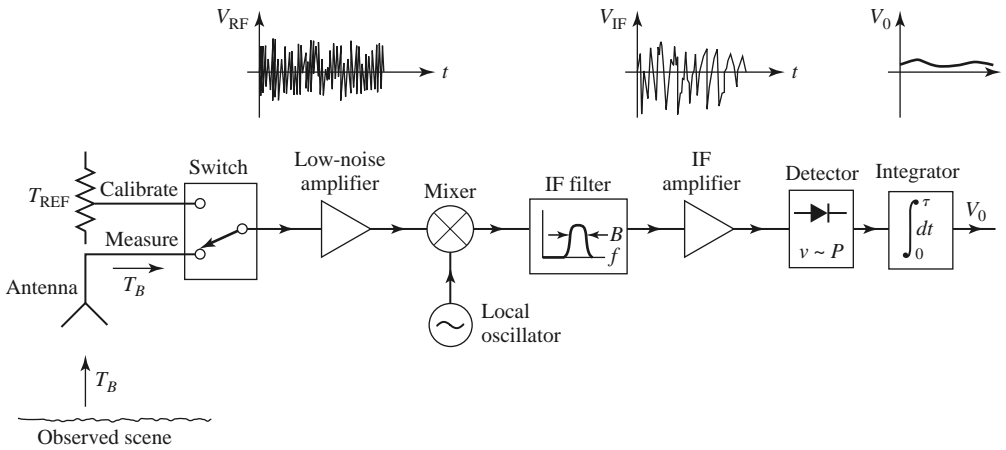 V_RF
t
V_IF
t
V_0
Switch
Low-noise
amplifier
Mixer
IF filter
IF
amplifier
Detector
Integrator
T_REF
Calibrate
Measure
T_B
Antenna
B
f
v ~ P
∫_0^τ dt
V_0
Local
oscillator
T_B
Observed scene